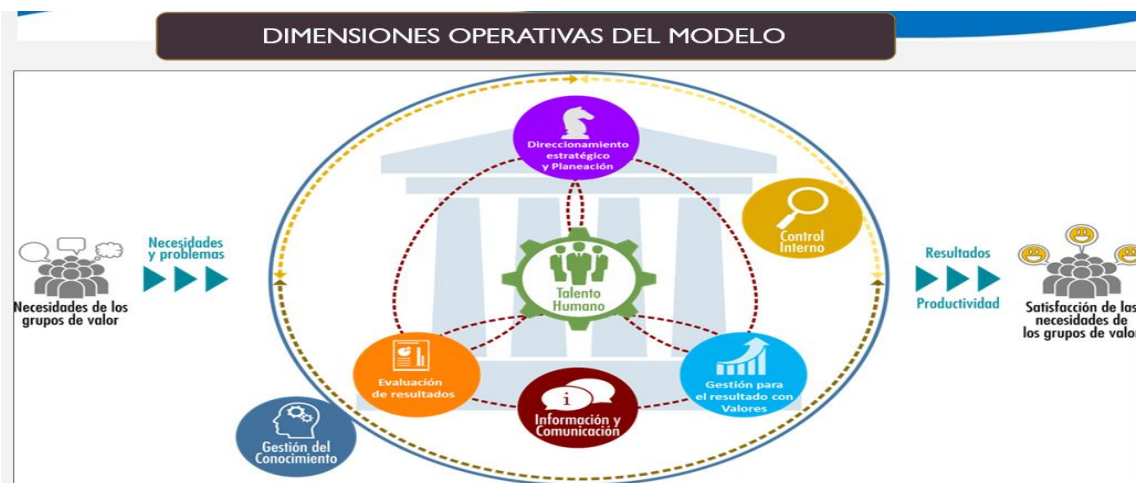 DIMENSIONES OPERATIVAS DEL MODELO
Direccionamiento
estratégico
y Planeación
Control
Interno
Necesidades
y problemas
Necesidades de los
grupos de valor
Talento
Humano
Resultados
Productividad
Satisfacción de las
necesidades de
los grupos de valor
Evaluación
de resultados
Gestión para
el resultado con
Valores
i
Información y
Comunicación
Gestión del
Conocimiento